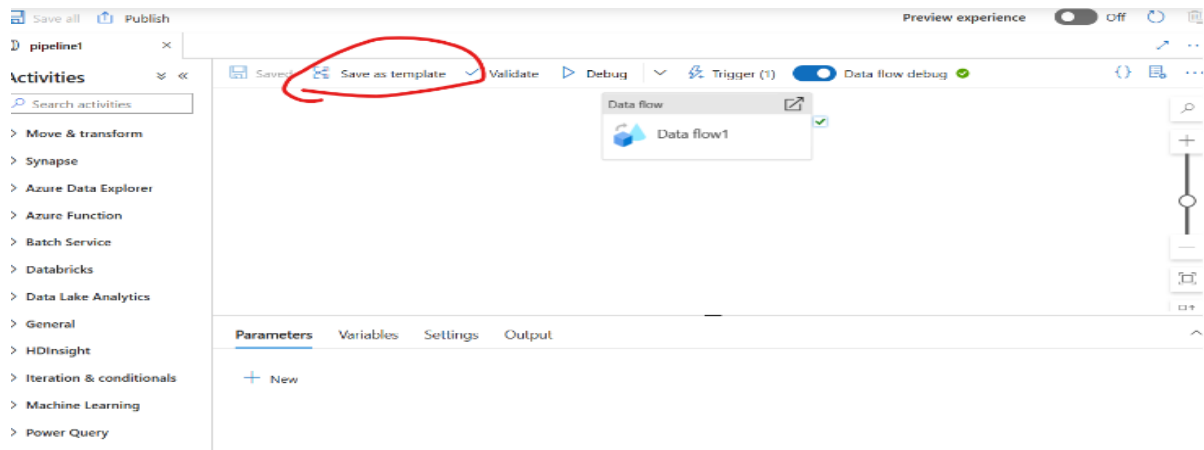 Save all Publish Preview experience Off
pipeline1
Activities
Saved Save as template Validate Debug Trigger (1) Data flow debug
Search activities
Data flow
Data flow1
Move & transform
Synapse
Azure Data Explorer
Azure Function
Batch Service
Databricks
Data Lake Analytics
General
HDInsight
Iteration & conditionals
Machine Learning
Power Query
Parameters Variables Settings Output
New